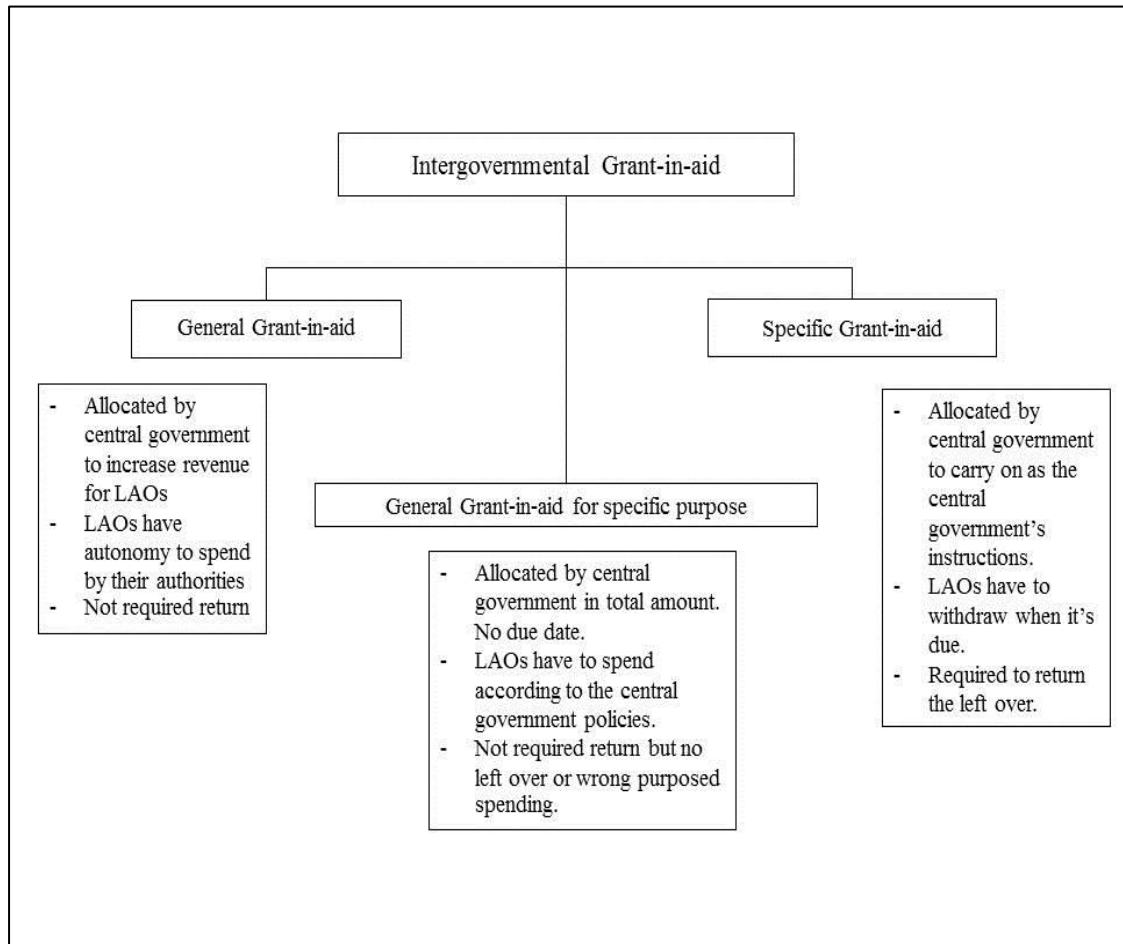 Intergovernmental Grant-in-aid
General Grant-in-aid
Specific Grant-in-aid
- Allocated by
central government
to increase revenue
for LAOs
- LAOs have
autonomy to spend
by their authorities
- Not required return
General Grant-in-aid for specific purpose
- Allocated by central
government in total amount.
No due date.
- LAOs have to spend
according to the central
government policies.
- Not required return but no
left over or wrong purposed
spending.
- Allocated by
central government
to carry on as the
central
government’s
instructions.
- LAOs have to
withdraw when it’s
due.
- Required to return
the left over.